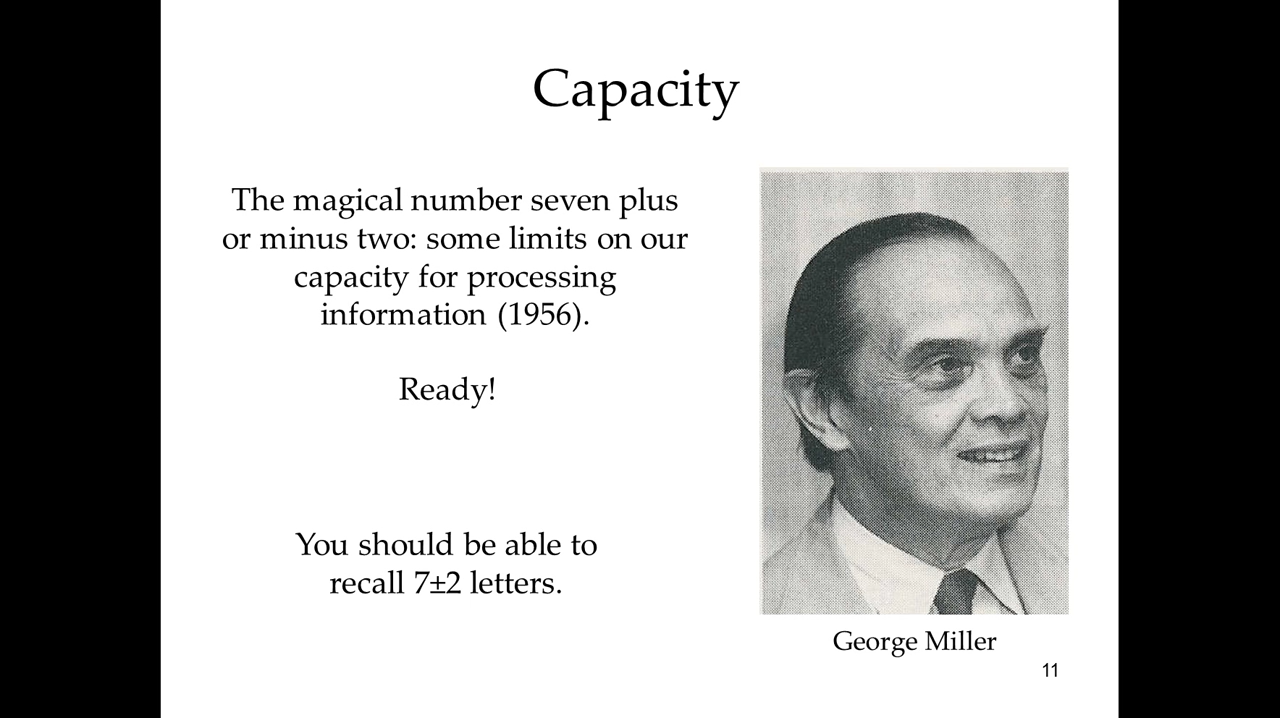 Capacity
The magical number seven plus
or minus two: some limits on our
capacity for processing
information (1956).
Ready!
You should be able to
recall 7±2 letters.
George Miller
11